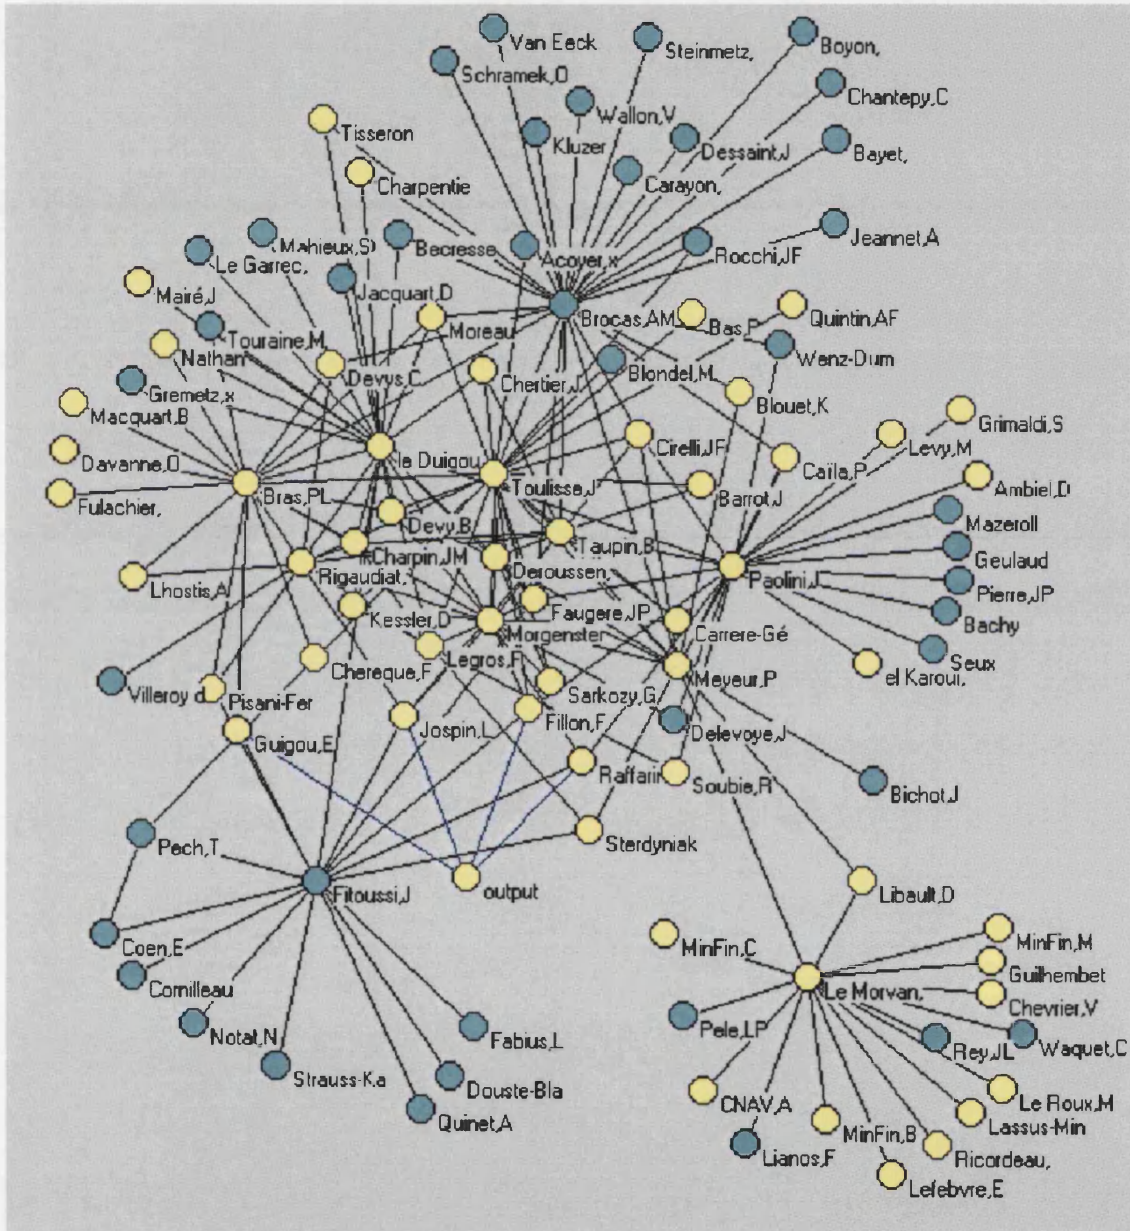 Van Eeck
Steinmetz,
Boyon,
Schramek,O
Chantepy,C
Wallon,V
Tisseron
Kluzer
Dessaint,J
Bayet,
Charpentie
Carayon,
Mahieux,S
Becresse
Jeannet,A
Le Garrec,
Acoyer,x
Rocchi,JF
Mairé,J
Jacquart,D
Moreau
Brocas,AM
Bas,P
Quintin,AF
Touraine,M
Nathan
Wenz-Dum
Devys,C
Chertier,J
Blondel,M
Gremetz,x
Blouet,K
Macquart,B
Grimaldi,S
Cirelli,JF
Levy,M
Davanne,O
le Duigou
Caïla,P
Bras,PL
Toulisse,J
Barrot,J
Ambiel,D
Fulachier,
Devy,B
Mazeroll
Taupin,B
Charpin,JM
Geulaud
Rigaudiat,
Deroussen
Paolini,J
Lhostis,A
Pierre,JP
Kessler,D
Faugere,JP
Bachy
Morgenster
Carrere-Gé
Legros,F
Seux
Chereque,F
el Karoui,
Villeroy d
Pisani-Fer
Sarkozy,G
Meyeur,P
Jospin,L
Fillon,F
Delevoye,J
Guigou,E
Raffarin
Soubie,R
Bichot,J
Pech,T
Sterdyniak
Fitoussi,J
output
Libault,D
Coen,E
MinFin,C
MinFin,M
Guilhembet
Cornilleau
Le Morvan,
Chevrier,V
Notat,N
Fabius,L
Pele,LP
Rey,JL
Waquet,C
Strauss-Ka
Douste-Bla
CNAV,A
Le Roux,M
Quinet,A
MinFin,B
Lassus-Min
Lianos,F
Ricordeau,
Lefebvre,E